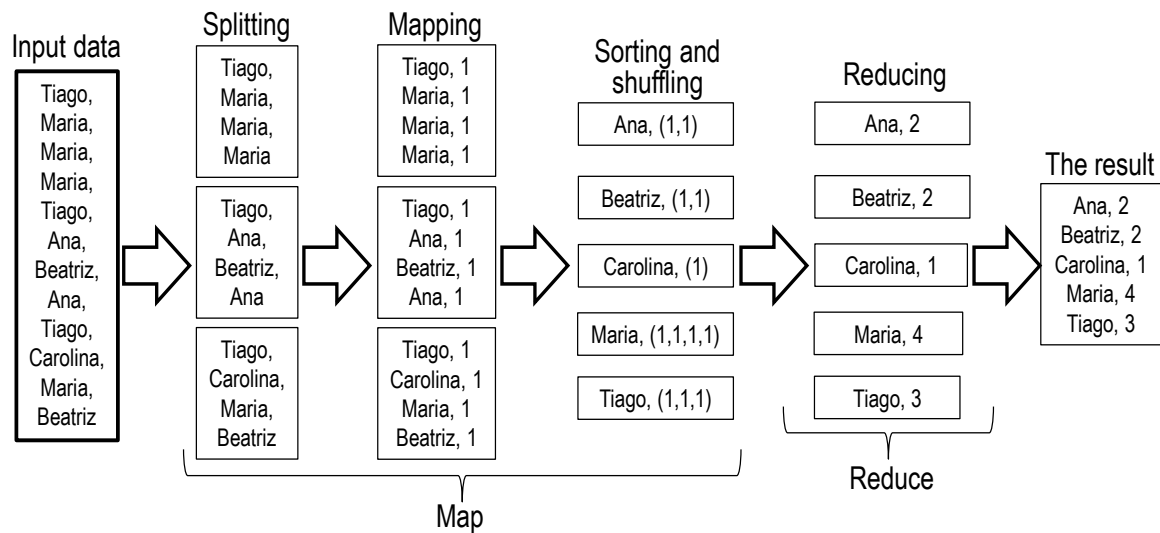 Input data
Tiago,
Maria,
Maria,
Maria,
Tiago,
Ana,
Beatriz,
Ana,
Tiago,
Carolina,
Maria,
Beatriz
Splitting
Tiago,
Maria,
Maria,
Maria
Tiago,
Ana,
Beatriz,
Ana
Tiago,
Carolina,
Maria,
Beatriz
Mapping
Tiago, 1
Maria, 1
Maria, 1
Maria, 1
Tiago, 1
Ana, 1
Beatriz, 1
Ana, 1
Tiago, 1
Carolina, 1
Maria, 1
Beatriz, 1
Sorting and
shuffling
Ana, (1,1)
Beatriz, (1,1)
Carolina, (1)
Maria, (1,1,1,1)
Tiago, (1,1,1)
Map
Reducing
Ana, 2
Beatriz, 2
Carolina, 1
Maria, 4
Tiago, 3
Reduce
The result
Ana, 2
Beatriz, 2
Carolina, 1
Maria, 4
Tiago, 3